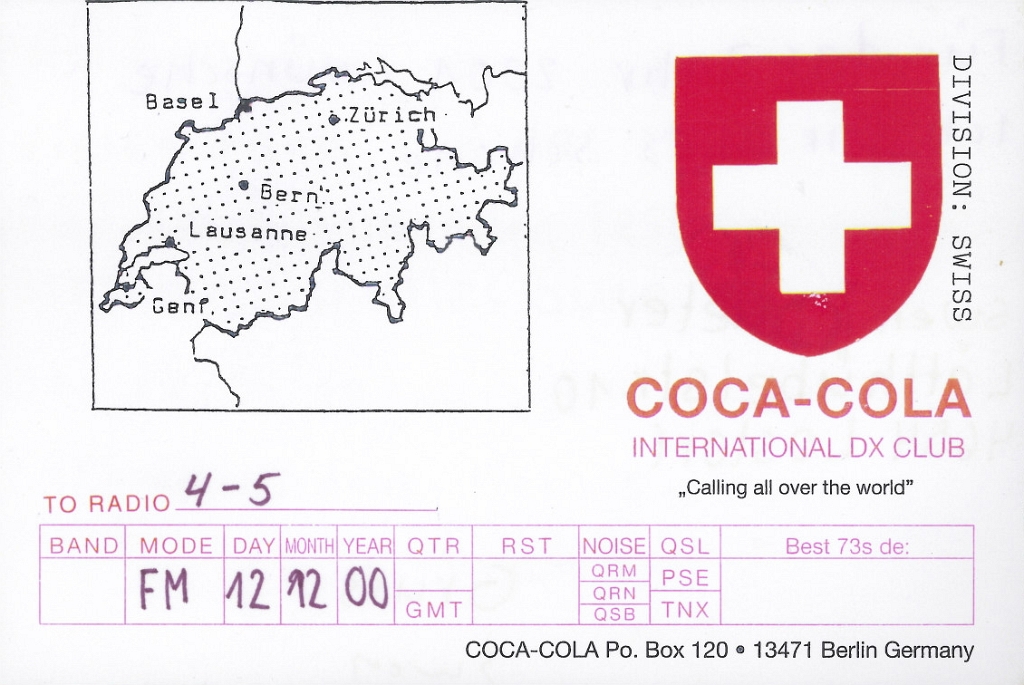 Basel
Zürich
Bern
Lausanne
Genf
DIVISION: SWISS
COCA-COLA
INTERNATIONAL DX CLUB
„Calling all over the world”
TO RADIO 4-5
BAND MODE DAY MONTH YEAR QTR RST NOISE QSL Best 73s de:
FM 12 12 00
QRM
PSE
QRN
GMT
TNX
QSB
COCA-COLA Po. Box 120 • 13471 Berlin Germany